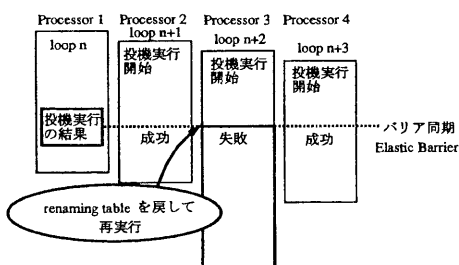 Processor 1 Processor 2 Processor 3 Processor 4
loop n loop n+1 loop n+2 loop n+3
投機実行
開始
投機実行
開始
投機実行
開始
投機実行
の結果
成功 失敗 成功
バリア同期
Elastic Barrier
renaming table を戻して
再実行